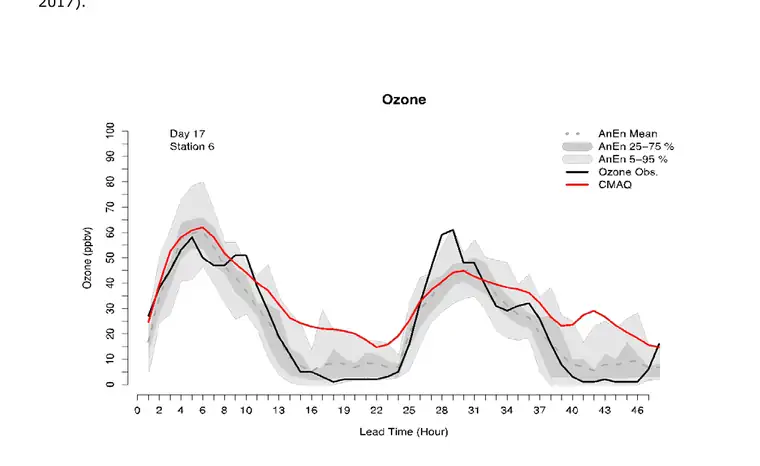 2017).
Ozone
Day 17
Station 6
AnEn Mean
AnEn 25–75 %
AnEn 5–95 %
Ozone Obs.
CMAQ
Ozone (ppbv)
100
90
80
70
60
50
40
30
20
10
0
0 2 4 6 8 10 13 16 19 22 25 28 31 34 37 40 43 46
Lead Time (Hour)